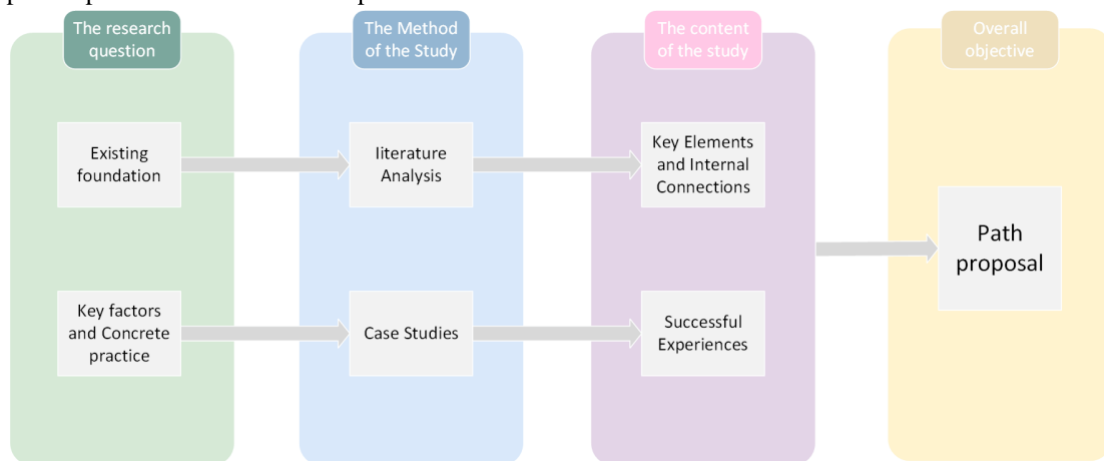 The research
question
The Method
of the Study
The content
of the study
Overall
objective
Existing
foundation
literature
Analysis
Key Elements
and Internal
Connections
Path
proposal
Key factors
and Concrete
practice
Case Studies
Successful
Experiences